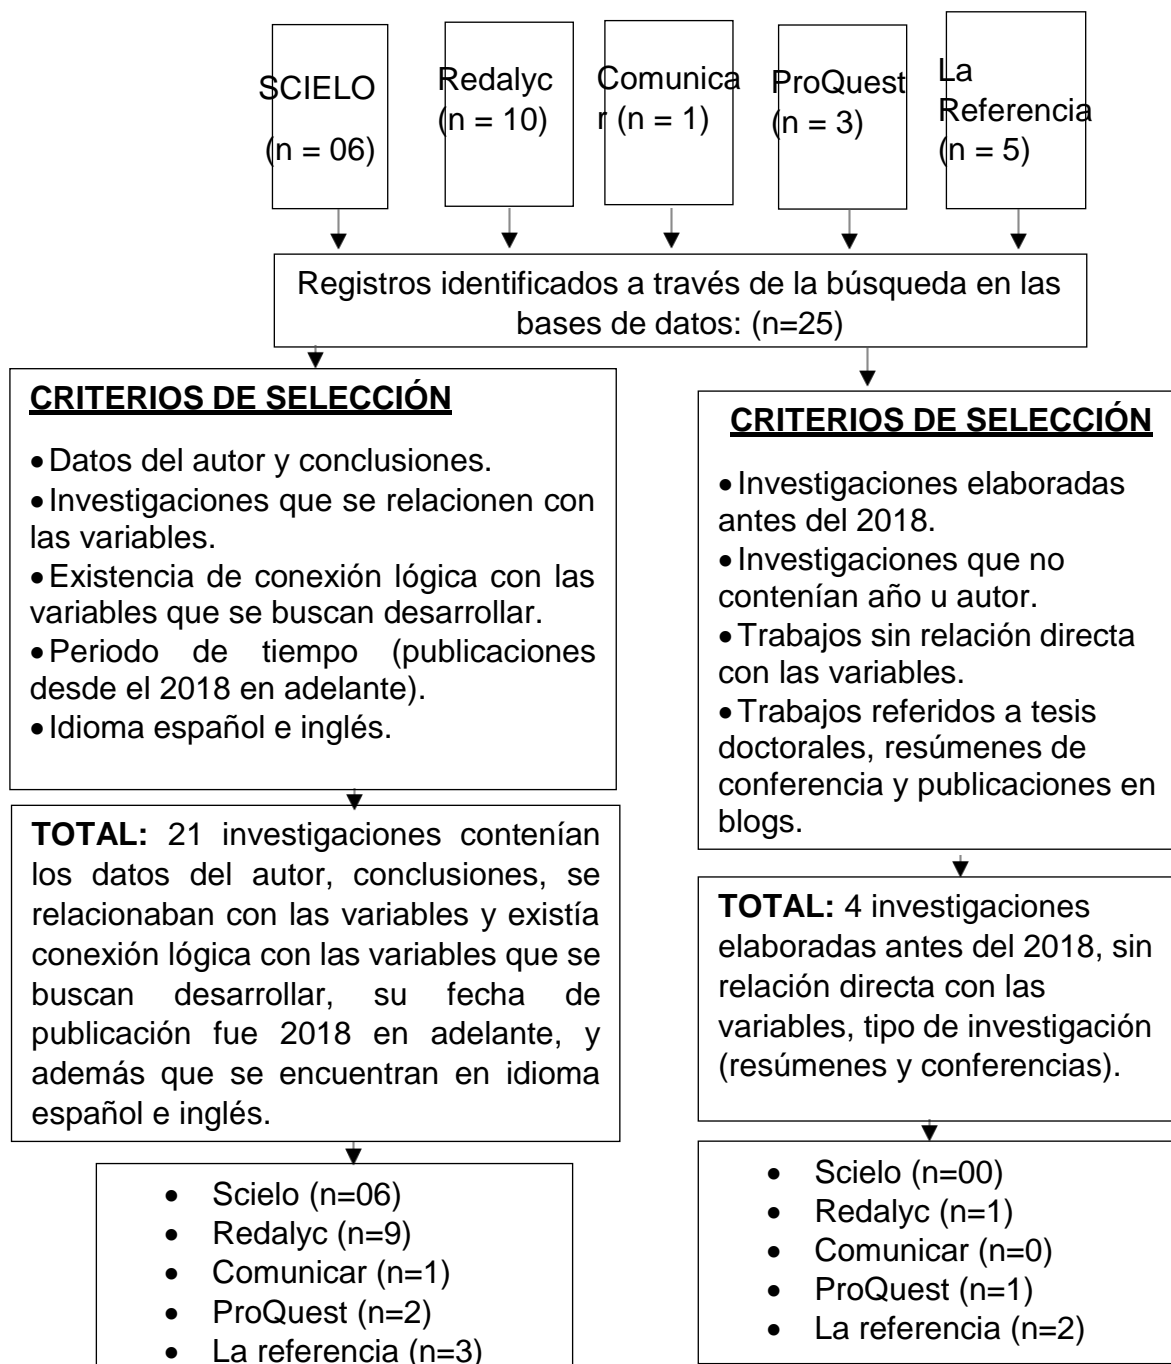 SCIELO
(n = 06)
Redalyc
(n = 10)
Comunica
r (n = 1)
ProQuest
(n = 3)
La
Referencia
(n = 5)
Registros identificados a través de la búsqueda en las
bases de datos: (n=25)
CRITERIOS DE SELECCIÓN
•Datos del autor y conclusiones.
•Investigaciones que se relacionen con
las variables.
•Existencia de conexión lógica con las
variables que se buscan desarrollar.
•Periodo de tiempo (publicaciones
desde el 2018 en adelante).
•Idioma español e inglés.
TOTAL: 21 investigaciones contenían
los datos del autor, conclusiones, se
relacionaban con las variables y existía
conexión lógica con las variables que se
buscan desarrollar, su fecha de
publicación fue 2018 en adelante, y
además que se encuentran en idioma
español e inglés.
• Scielo (n=06)
• Redalyc (n=9)
• Comunicar (n=1)
• ProQuest (n=2)
• La referencia (n=3)
CRITERIOS DE SELECCIÓN
•Investigaciones elaboradas
antes del 2018.
•Investigaciones que no
contenían año u autor.
•Trabajos sin relación directa
con las variables.
•Trabajos referidos a tesis
doctorales, resúmenes de
conferencia y publicaciones en
blogs.
TOTAL: 4 investigaciones
elaboradas antes del 2018, sin
relación directa con las
variables, tipo de investigación
(resúmenes y conferencias).
• Scielo (n=00)
• Redalyc (n=1)
• Comunicar (n=0)
• ProQuest (n=1)
• La referencia (n=2)